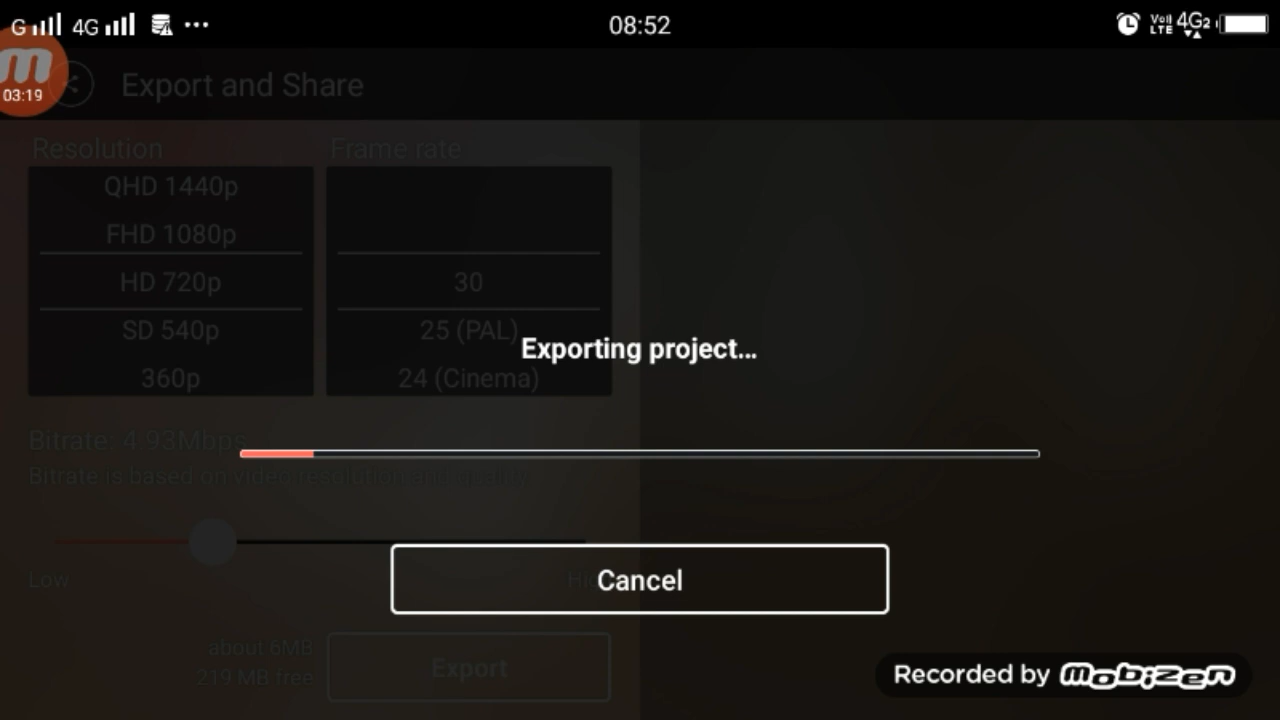 G 4G 08:52 VoLTE 4G2
m
03:19
Export and Share
Resolution Frame rate
QHD 1440p
FHD 1080p
HD 720p 30
SD 540p 25 (PAL)
360p 24 (Cinema)
Exporting project...
Bitrate: 4.93Mbps
Bitrate is based on video resolution and quality.
Low
Cancel
about 6MB
219 MB free
Export
Recorded by mobizen